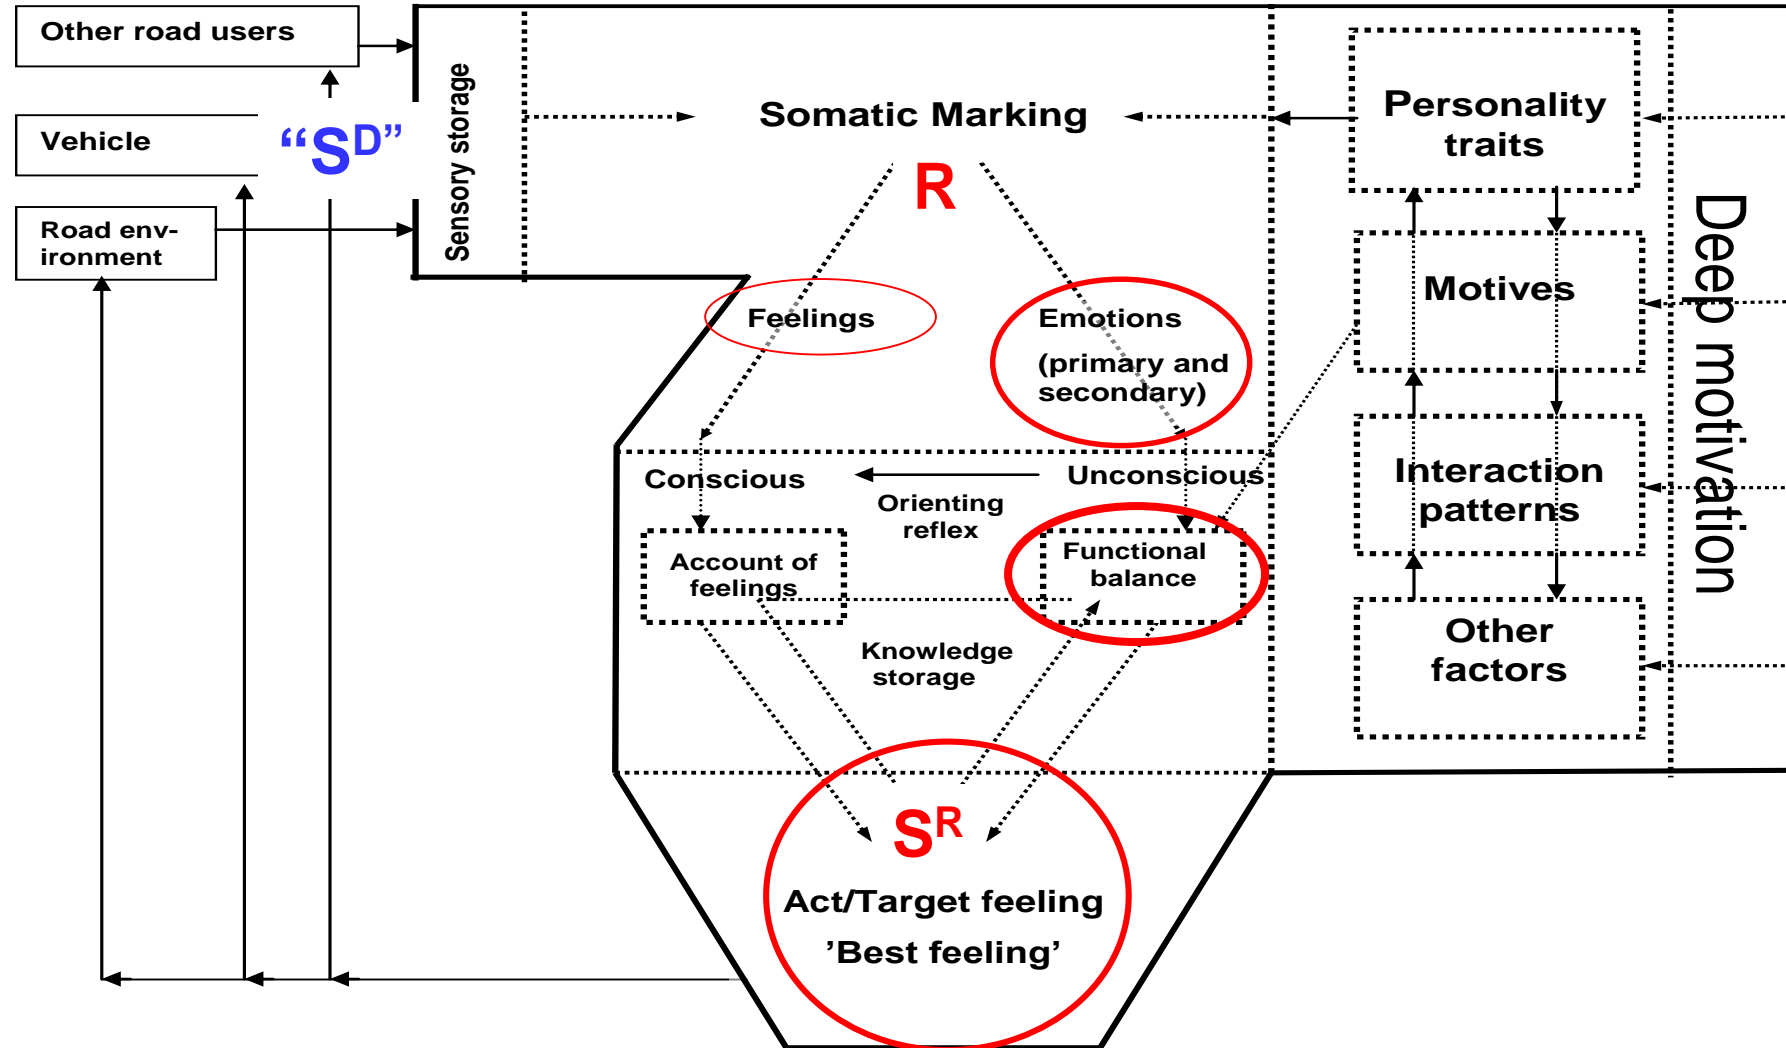 Other road users
Vehicle
“S^D”
Road env-
ironment
Sensory storage
Somatic Marking
R
Feelings
Emotions
(primary and
secondary)
Conscious
Unconscious
Orienting
reflex
Account of
feelings
Functional
balance
Knowledge
storage
S^R
Act/Target feeling
’Best feeling’
Personality
traits
Motives
Interaction
patterns
Other
factors
Deep motivation